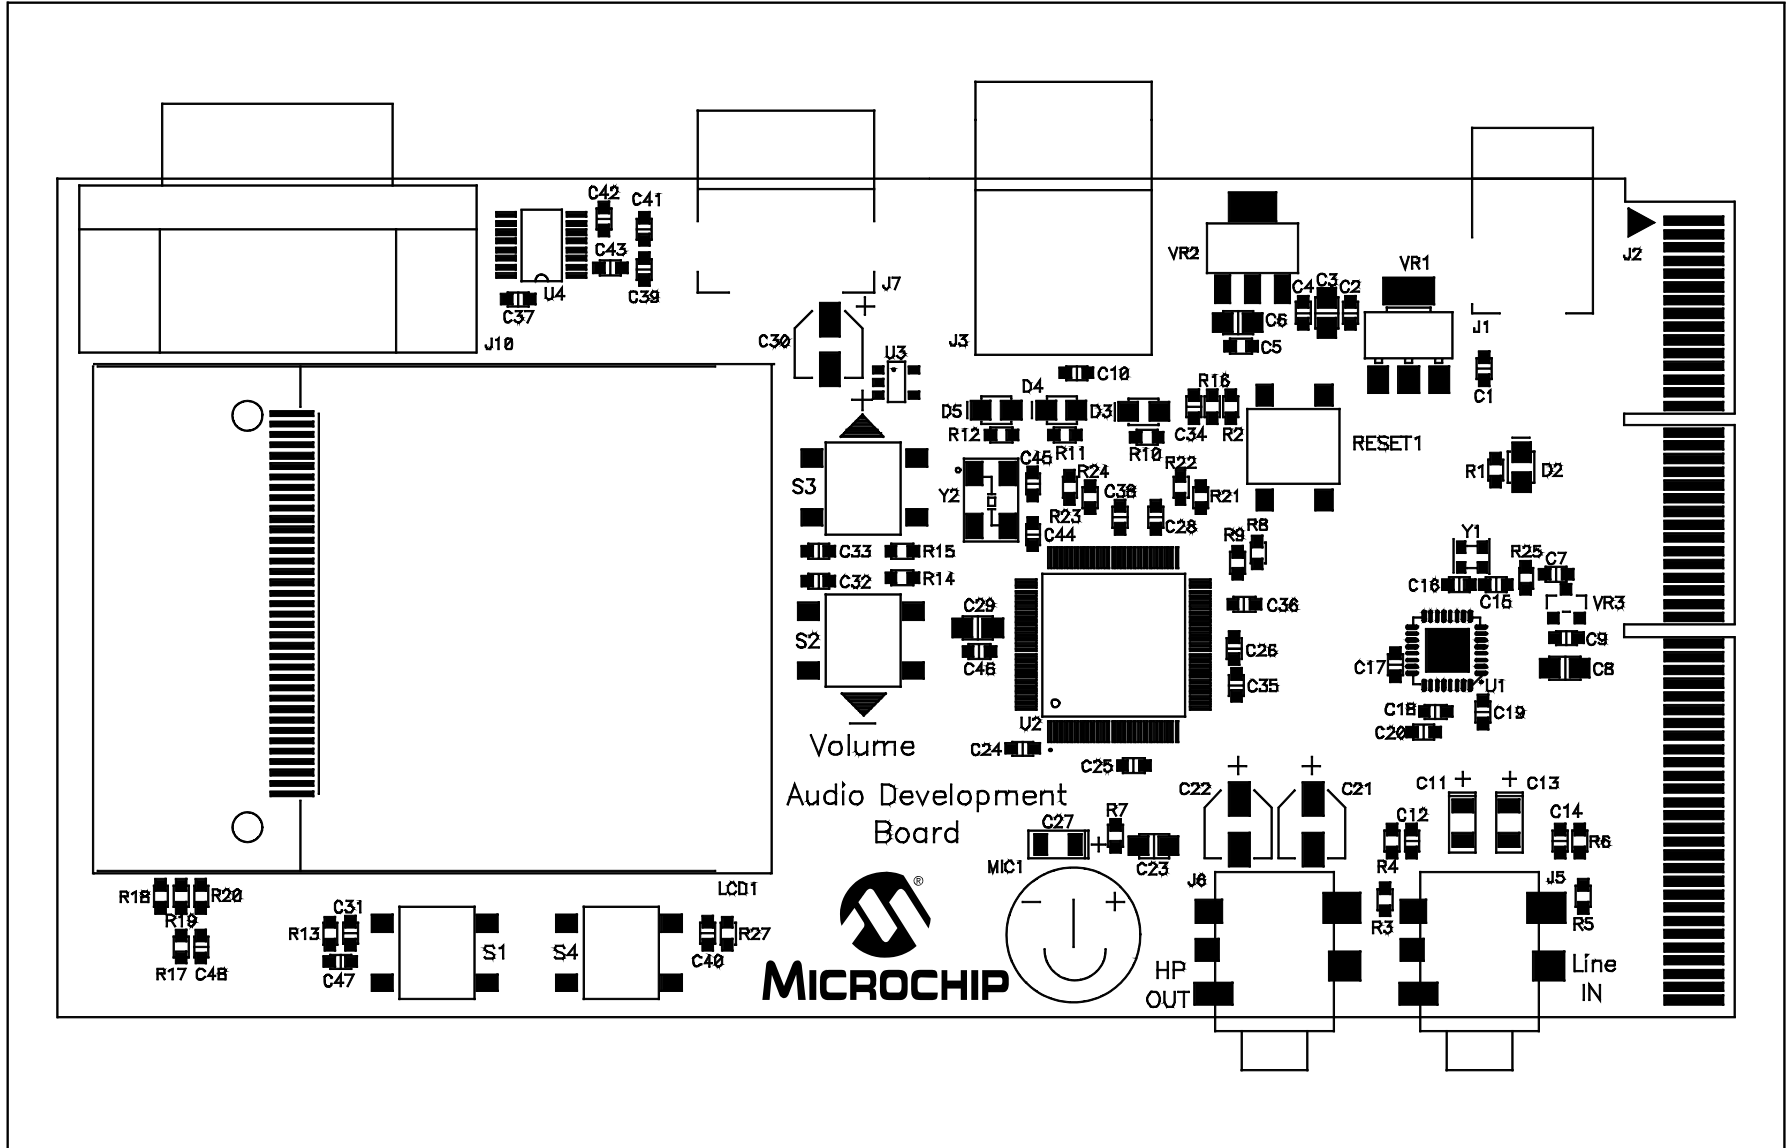 C42
C41
VR2
J2
C43
VR1
U4
C39
J7
C4
C3
C2
C37
C6
J1
J10
C30
J3
C5
U3
C10
C1
D5
D4
D3
R16
R12
R11
R10
C34
R2
RESET1
S3
Y2
C45
R24
R22
R1
D2
C38
R21
R23
C28
C44
R8
R9
Y1
C33
R15
R25
C7
C32
R14
C16
C15
C29
C36
VR3
S2
C46
C26
C9
C17
C8
C35
U1
U2
C18
C19
Volume
C24
C20
C25
Audio Development
Board
C22
C21
C11
C13
C27
R7
C12
C14
R6
MIC1
C23
R4
LCD1
®
J6
J5
R18
R20
R19
C31
R3
R5
R13
S1
S4
C40
R27
R17
C48
C47
MICROCHIP
HP
OUT
Line
IN